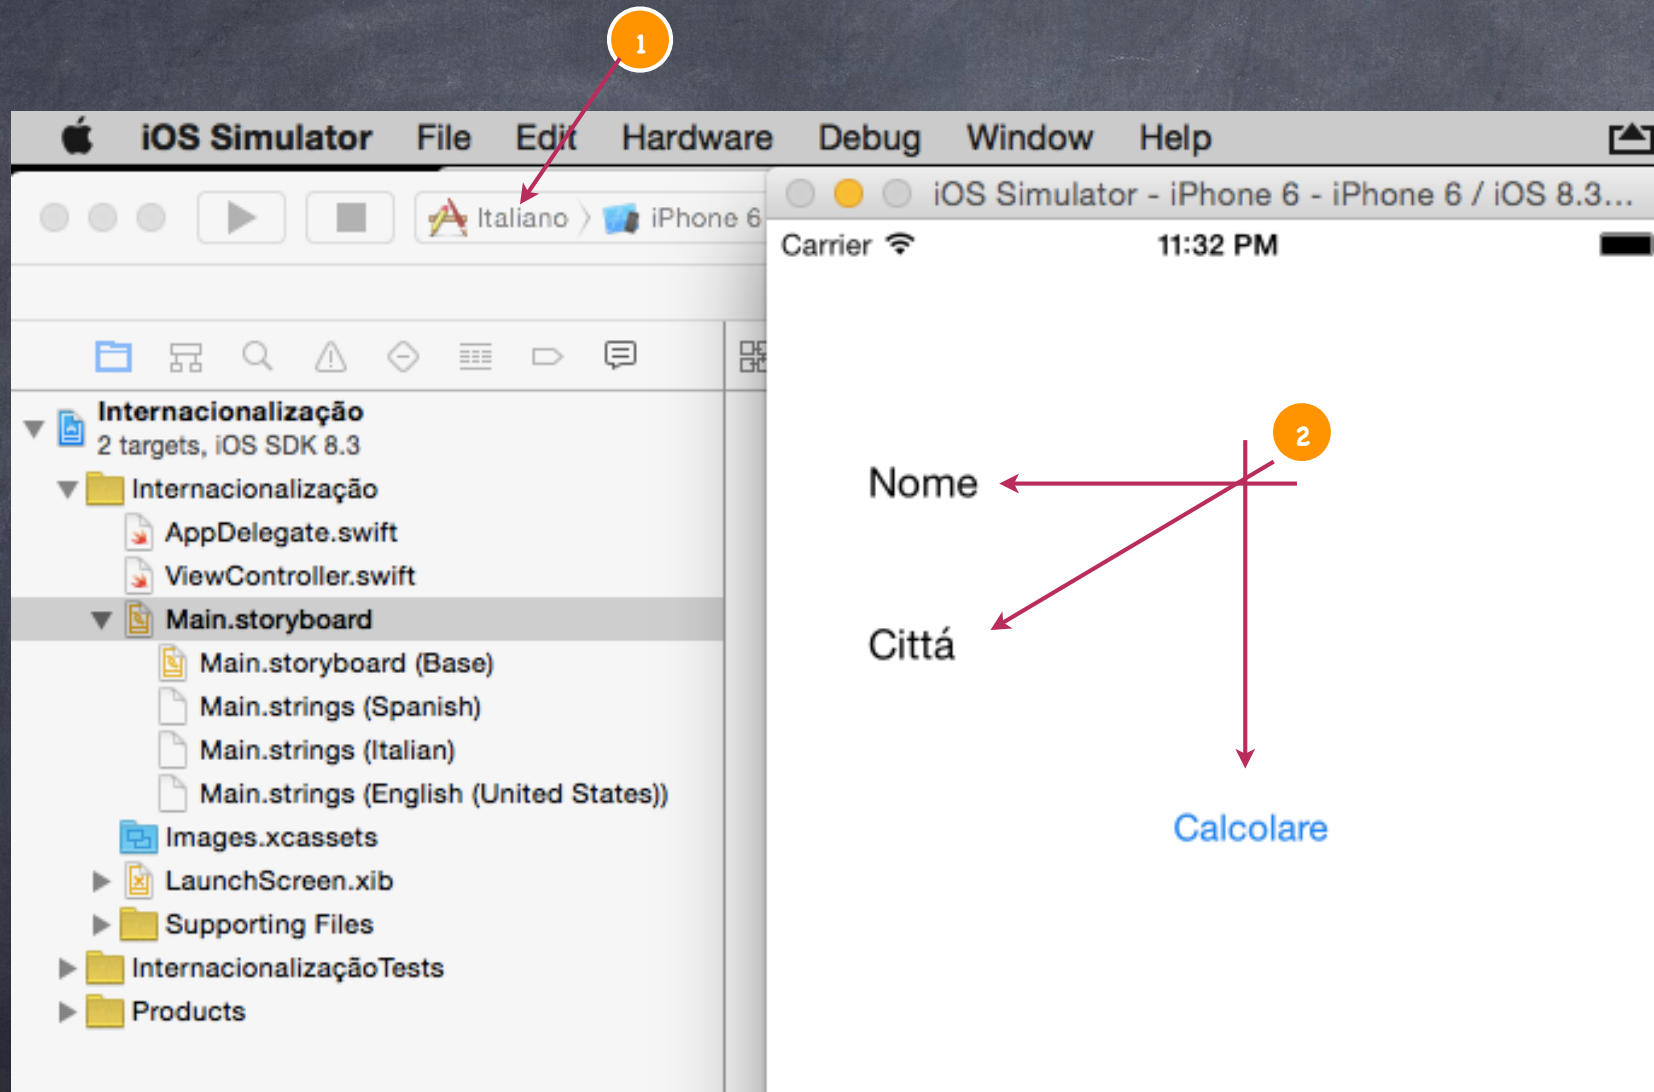 1
iOS Simulator File Edit Hardware Debug Window Help
Italiano iPhone 6
iOS Simulator - iPhone 6 - iPhone 6 / iOS 8.3...
Carrier 11:32 PM
Internacionalização
2 targets, iOS SDK 8.3
Internacionalização
AppDelegate.swift
ViewController.swift
Main.storyboard
Main.storyboard (Base)
Main.strings (Spanish)
Main.strings (Italian)
Main.strings (English (United States))
Images.xcassets
LaunchScreen.xib
Supporting Files
InternacionalizaçãoTests
Products
2
Nome
Cittá
Calcolare